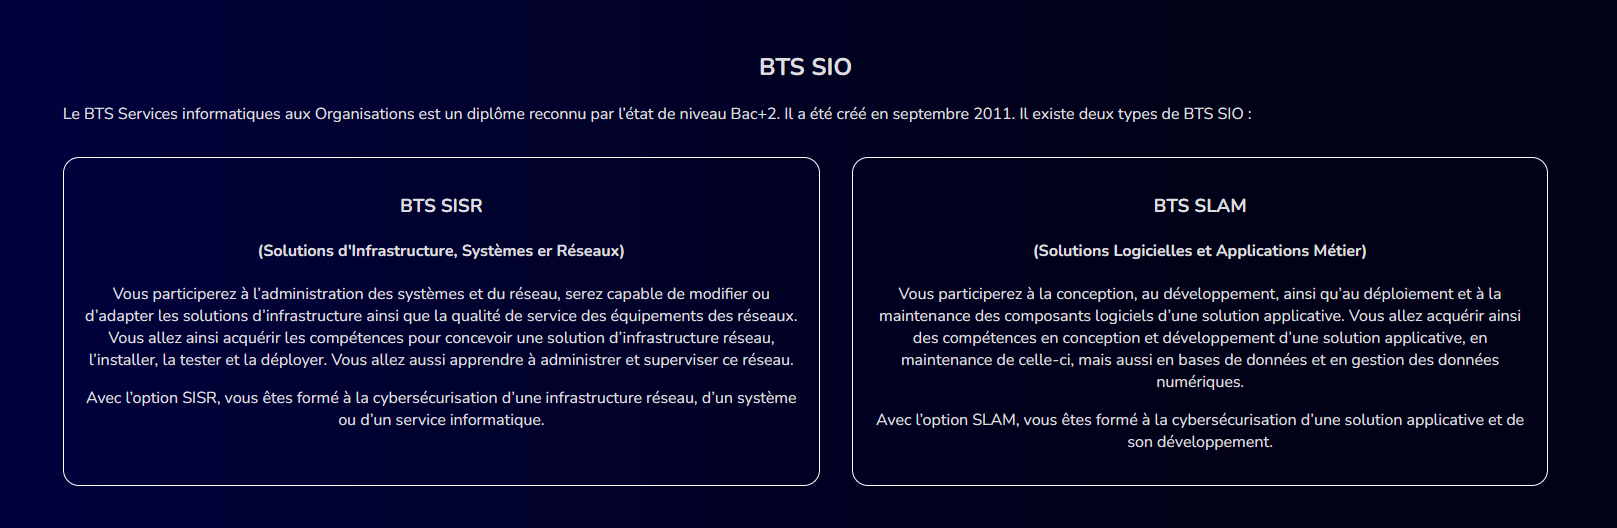 BTS SIO
Le BTS Services informatiques aux Organisations est un diplôme reconnu par l’état de niveau Bac+2. Il a été créé en septembre 2011. Il existe deux types de BTS SIO :
BTS SISR
(Solutions d'Infrastructure, Systèmes er Réseaux)
Vous participerez à l’administration des systèmes et du réseau, serez capable de modifier ou
d’adapter les solutions d’infrastructure ainsi que la qualité de service des équipements des réseaux.
Vous allez ainsi acquérir les compétences pour concevoir une solution d’infrastructure réseau,
l’installer, la tester et la déployer. Vous allez aussi apprendre à administrer et superviser ce réseau.
Avec l’option SISR, vous êtes formé à la cybersécurisation d’une infrastructure réseau, d’un système
ou d’un service informatique.
BTS SLAM
(Solutions Logicielles et Applications Métier)
Vous participerez à la conception, au développement, ainsi qu’au déploiement et à la
maintenance des composants logiciels d’une solution applicative. Vous allez acquérir ainsi
des compétences en conception et développement d’une solution applicative, en
maintenance de celle-ci, mais aussi en bases de données et en gestion des données
numériques.
Avec l’option SLAM, vous êtes formé à la cybersécurisation d’une solution applicative et de
son développement.